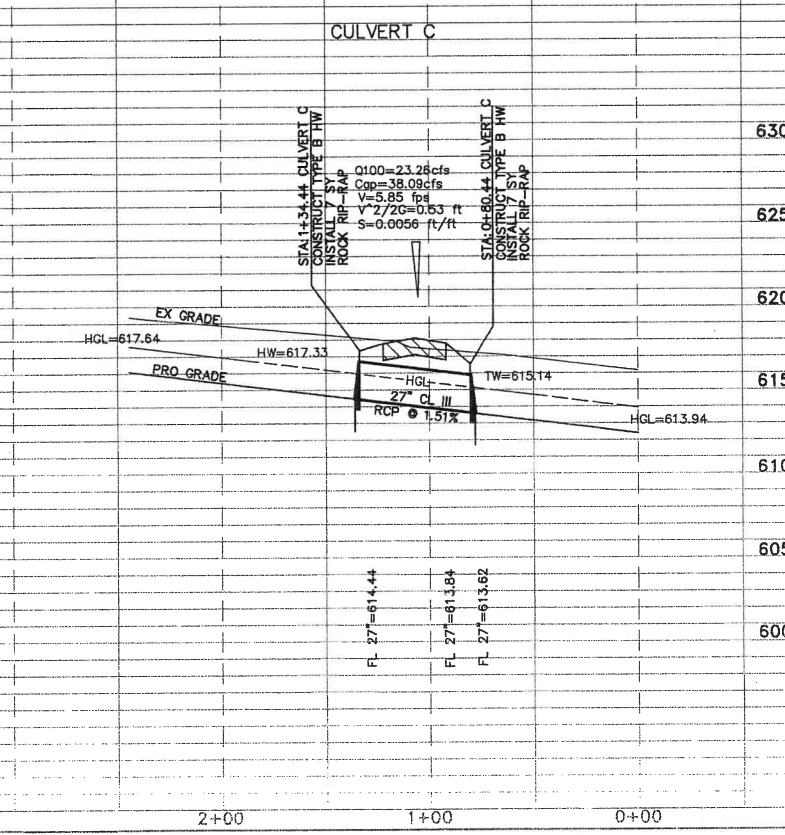 CULVERT C
STA:1+34.44 CULVERT C
CONSTRUCT TYPE B HW
INSTALL 7 SY
ROCK RIP-RAP
Q100=23.26cfs
Cap=38.09cfs
V=5.85 fps
V^2/2G=0.53 ft
S=0.0056 ft/ft
STA:0+80.44 CULVERT C
CONSTRUCT TYPE B HW
INSTALL 7 SY
ROCK RIP-RAP
630
625
620
615
610
605
600
EX GRADE
HGL=617.64
HW=617.33
PRO GRADE
HGL
TW=615.14
27" CL III
RCP @ 1.51%
HGL=613.94
FL 27"=614.44
FL 27"=613.84
FL 27"=613.62
2+00
1+00
0+00